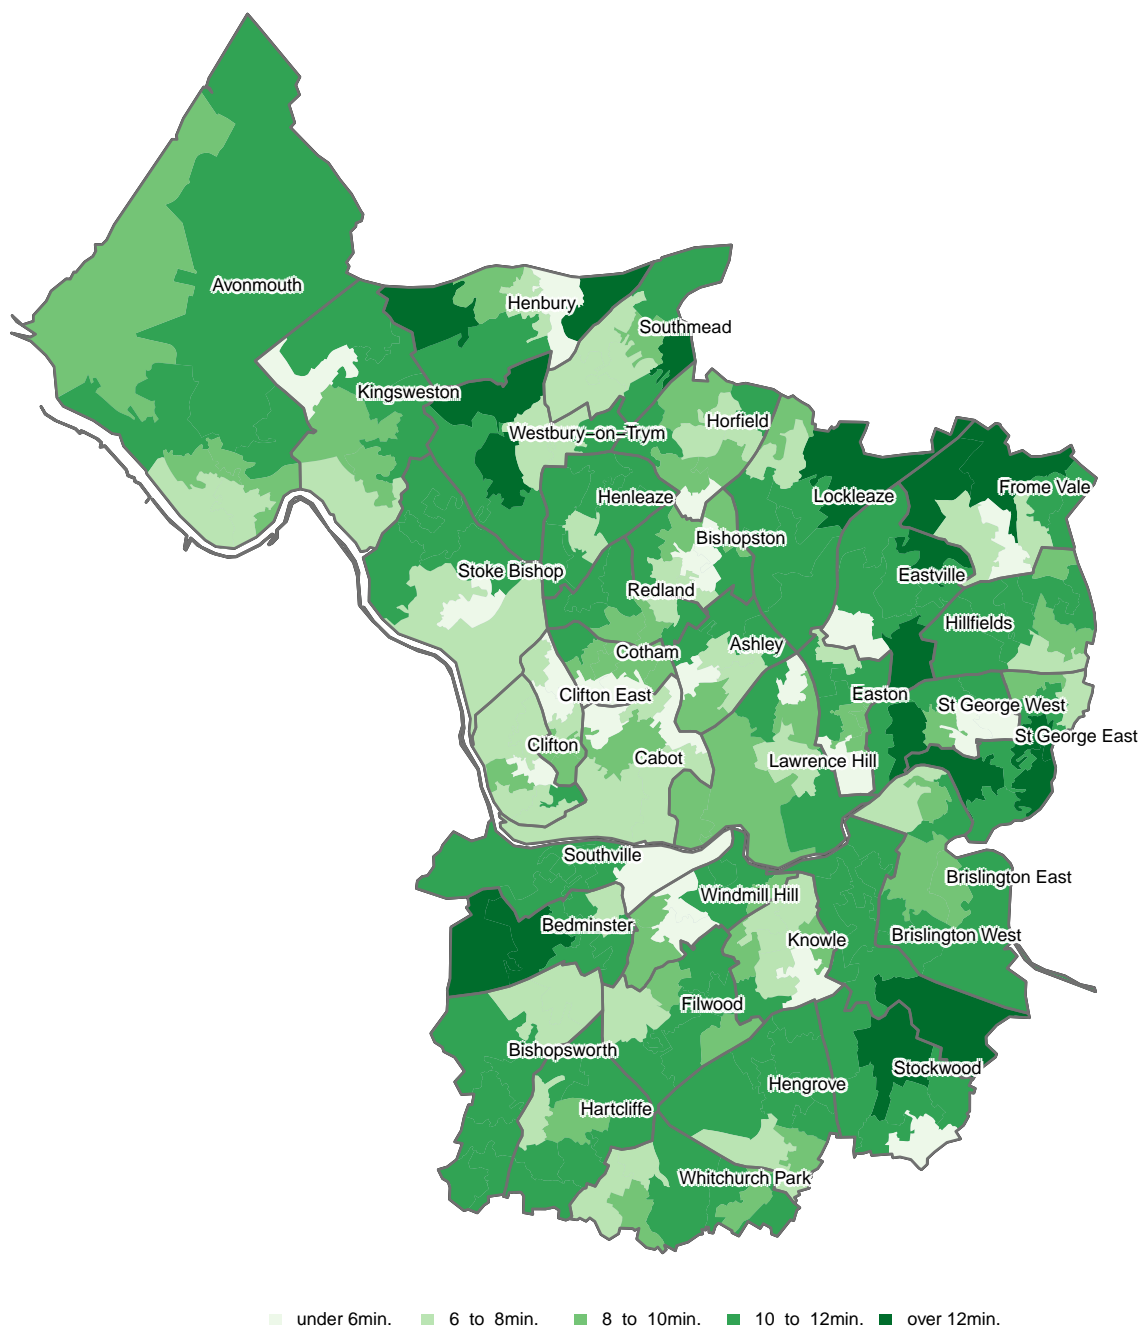 Avonmouth
Henbury
Southmead
Kingsweston
Horfield
Westbury–on–Trym
Frome Vale
Henleaze
Lockleaze
Bishopston
Stoke Bishop
Eastville
Redland
Hillfields
Ashley
Cotham
Clifton East
Easton
St George West
St George East
Clifton
Cabot
Lawrence Hill
Southville
Brislington East
Windmill Hill
Bedminster
Brislington West
Knowle
Filwood
Bishopsworth
Stockwood
Hengrove
Hartcliffe
Whitchurch Park
under 6min. 6 to 8min. 8 to 10min. 10 to 12min. over 12min.